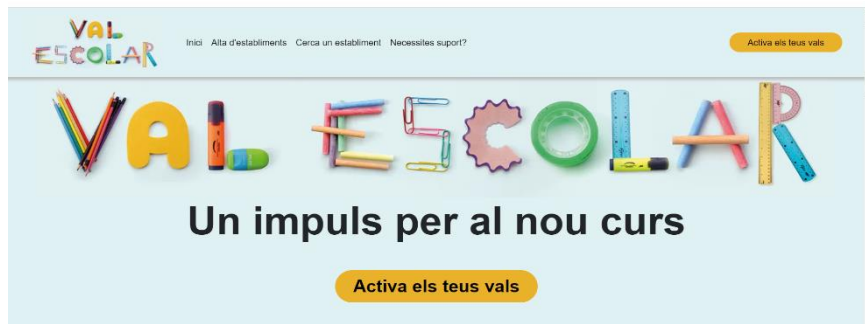 VAL
ESCOLAR
Inici Alta d'establiments Cerca un establiment Necessites suport?
Activa els teus vals
VAL ESCOLAR
Un impuls per al nou curs
Activa els teus vals